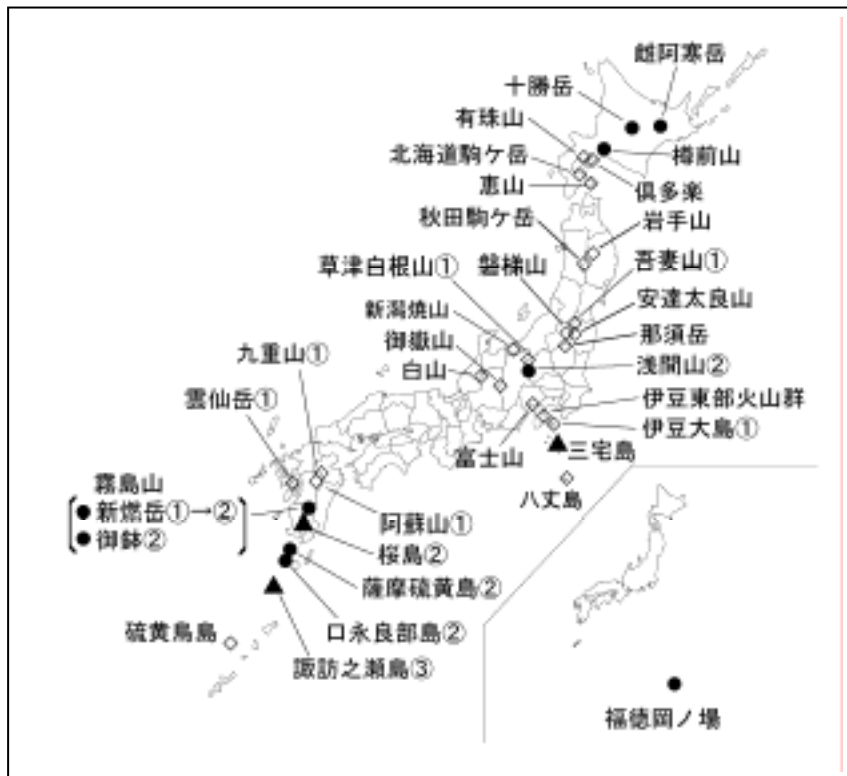 雌阿寒岳
十勝岳
有珠山
北海道駒ケ岳
樽前山
恵山
倶多楽
秋田駒ケ岳
岩手山
草津白根山①
磐梯山
吾妻山①
安達太良山
新潟焼山
那須岳
御嶽山
九重山①
浅間山②
白山
雲仙岳①
伊豆東部火山群
伊豆大島①
富士山
三宅島
霧島山
八丈島
●新燃岳①→②
阿蘇山①
●御鉢②
桜島②
薩摩硫黄島②
硫黄鳥島
口永良部島②
諏訪之瀬島③
福徳岡ノ場